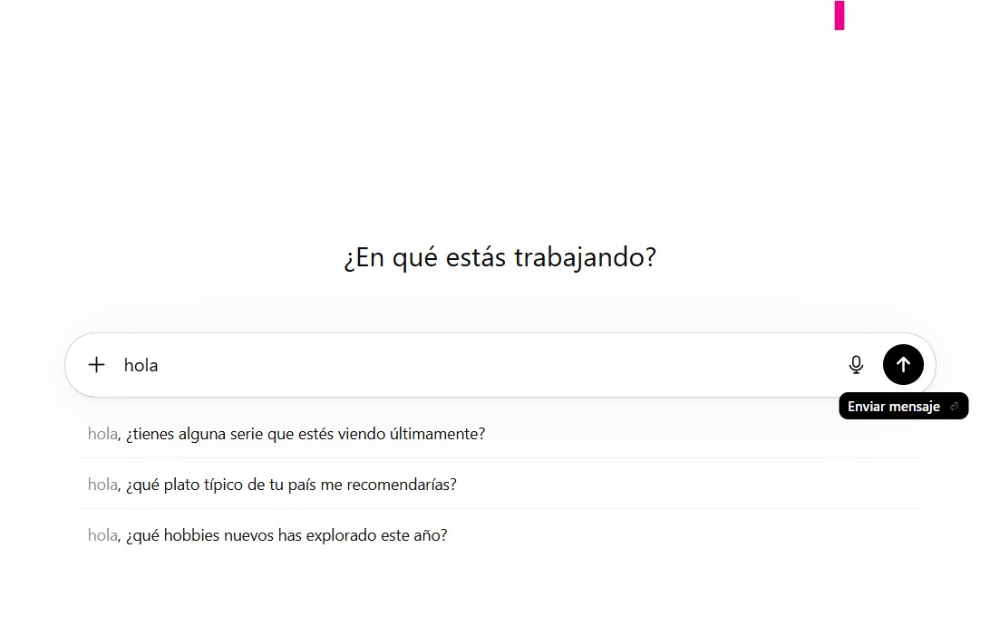 ¿En qué estás trabajando?
hola
Enviar mensaje ⏎
hola, ¿tienes alguna serie que estés viendo últimamente?
hola, ¿qué plato típico de tu país me recomendarías?
hola, ¿qué hobbies nuevos has explorado este año?